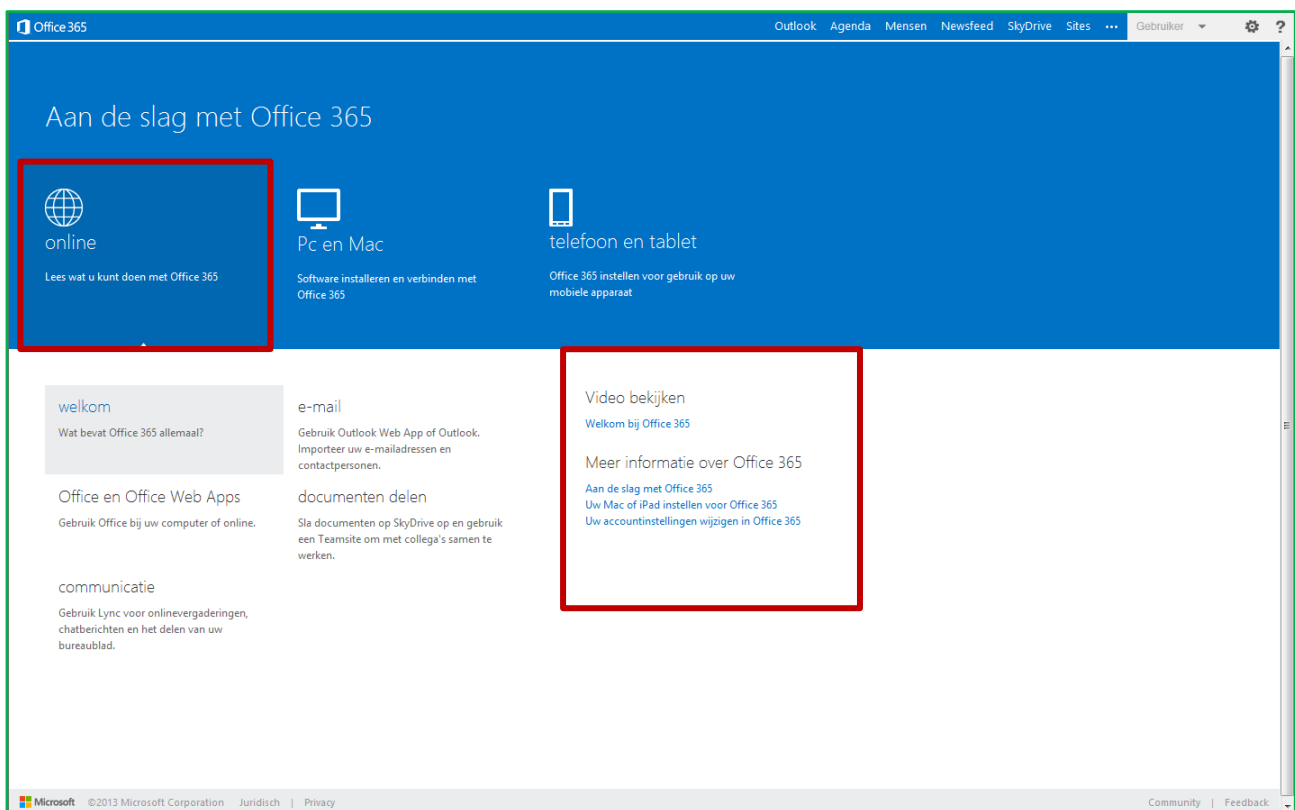 Office 365
Outlook Agenda Mensen Newsfeed SkyDrive Sites ••• Gebruiker ?
Aan de slag met Office 365
online
Lees wat u kunt doen met Office 365
Pc en Mac
Software installeren en verbinden met
Office 365
telefoon en tablet
Office 365 instellen voor gebruik op uw
mobiele apparaat
welkom
Wat bevat Office 365 allemaal?
e-mail
Gebruik Outlook Web App of Outlook.
Importeer uw e-mailadressen en
contactpersonen.
Office en Office Web Apps
Gebruik Office bij uw computer of online.
documenten delen
Sla documenten op SkyDrive op en gebruik
een Teamsite om met collega's samen te
werken.
communicatie
Gebruik Lync voor onlinevergaderingen,
chatberichten en het delen van uw
bureaublad.
Video bekijken
Welkom bij Office 365
Meer informatie over Office 365
Aan de slag met Office 365
Uw Mac of iPad instellen voor Office 365
Uw accountinstellingen wijzigen in Office 365
Microsoft ©2013 Microsoft Corporation Juridisch | Privacy
Community | Feedback